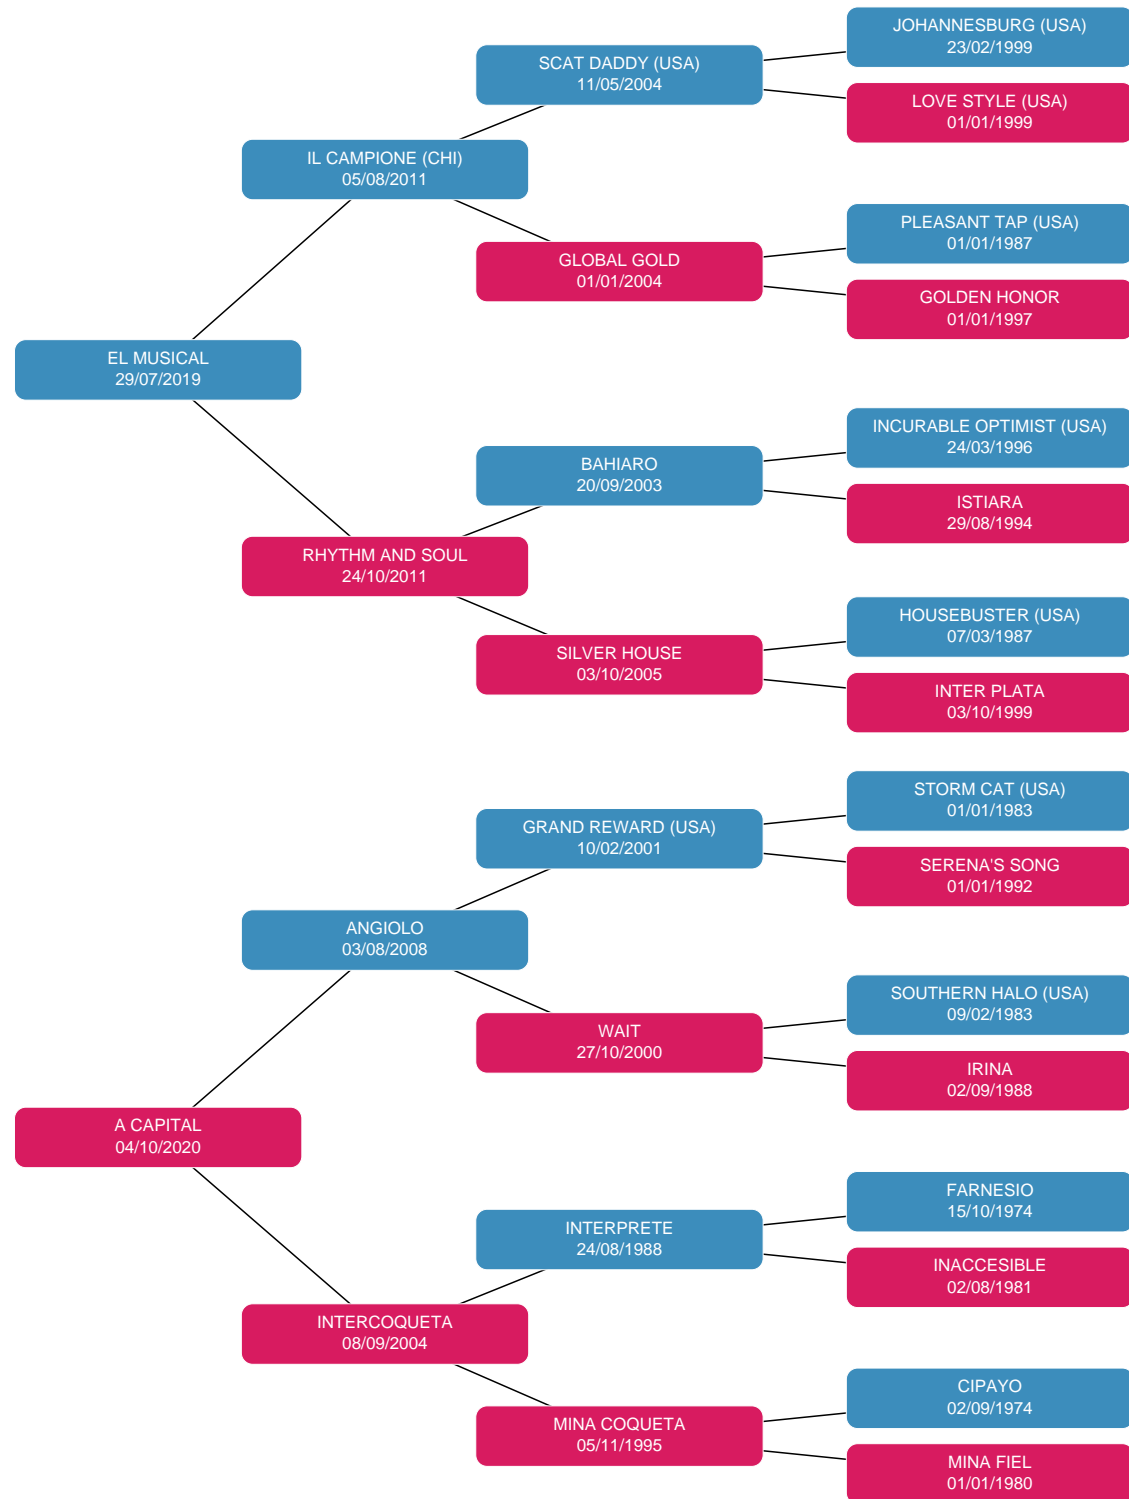 JOHANNESBURG (USA)
23/02/1999
SCAT DADDY (USA)
11/05/2004
LOVE STYLE (USA)
01/01/1999
IL CAMPIONE (CHI)
05/08/2011
PLEASANT TAP (USA)
01/01/1987
GLOBAL GOLD
01/01/2004
GOLDEN HONOR
01/01/1997
EL MUSICAL
29/07/2019
INCURABLE OPTIMIST (USA)
24/03/1996
BAHIARO
20/09/2003
ISTIARA
29/08/1994
RHYTHM AND SOUL
24/10/2011
HOUSEBUSTER (USA)
07/03/1987
SILVER HOUSE
03/10/2005
INTER PLATA
03/10/1999
STORM CAT (USA)
01/01/1983
GRAND REWARD (USA)
10/02/2001
SERENA'S SONG
01/01/1992
ANGIOLO
03/08/2008
SOUTHERN HALO (USA)
09/02/1983
WAIT
27/10/2000
IRINA
02/09/1988
A CAPITAL
04/10/2020
FARNESIO
15/10/1974
INTERPRETE
24/08/1988
INACCESIBLE
02/08/1981
INTERCOQUETA
08/09/2004
CIPAYO
02/09/1974
MINA COQUETA
05/11/1995
MINA FIEL
01/01/1980